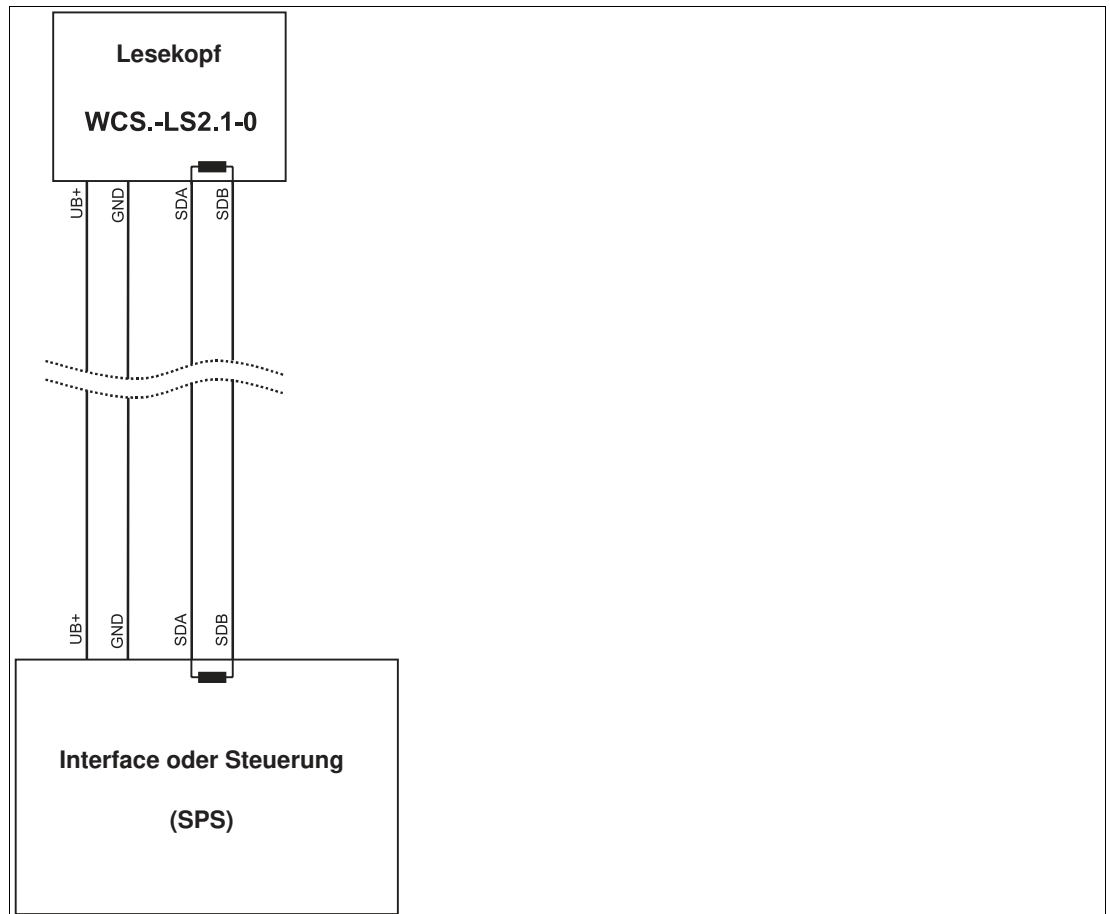 Lesekopf
WCS.-LS2.1-0
UB+
GND
SDA
SDB
UB+
GND
SDA
SDB
Interface oder Steuerung
(SPS)